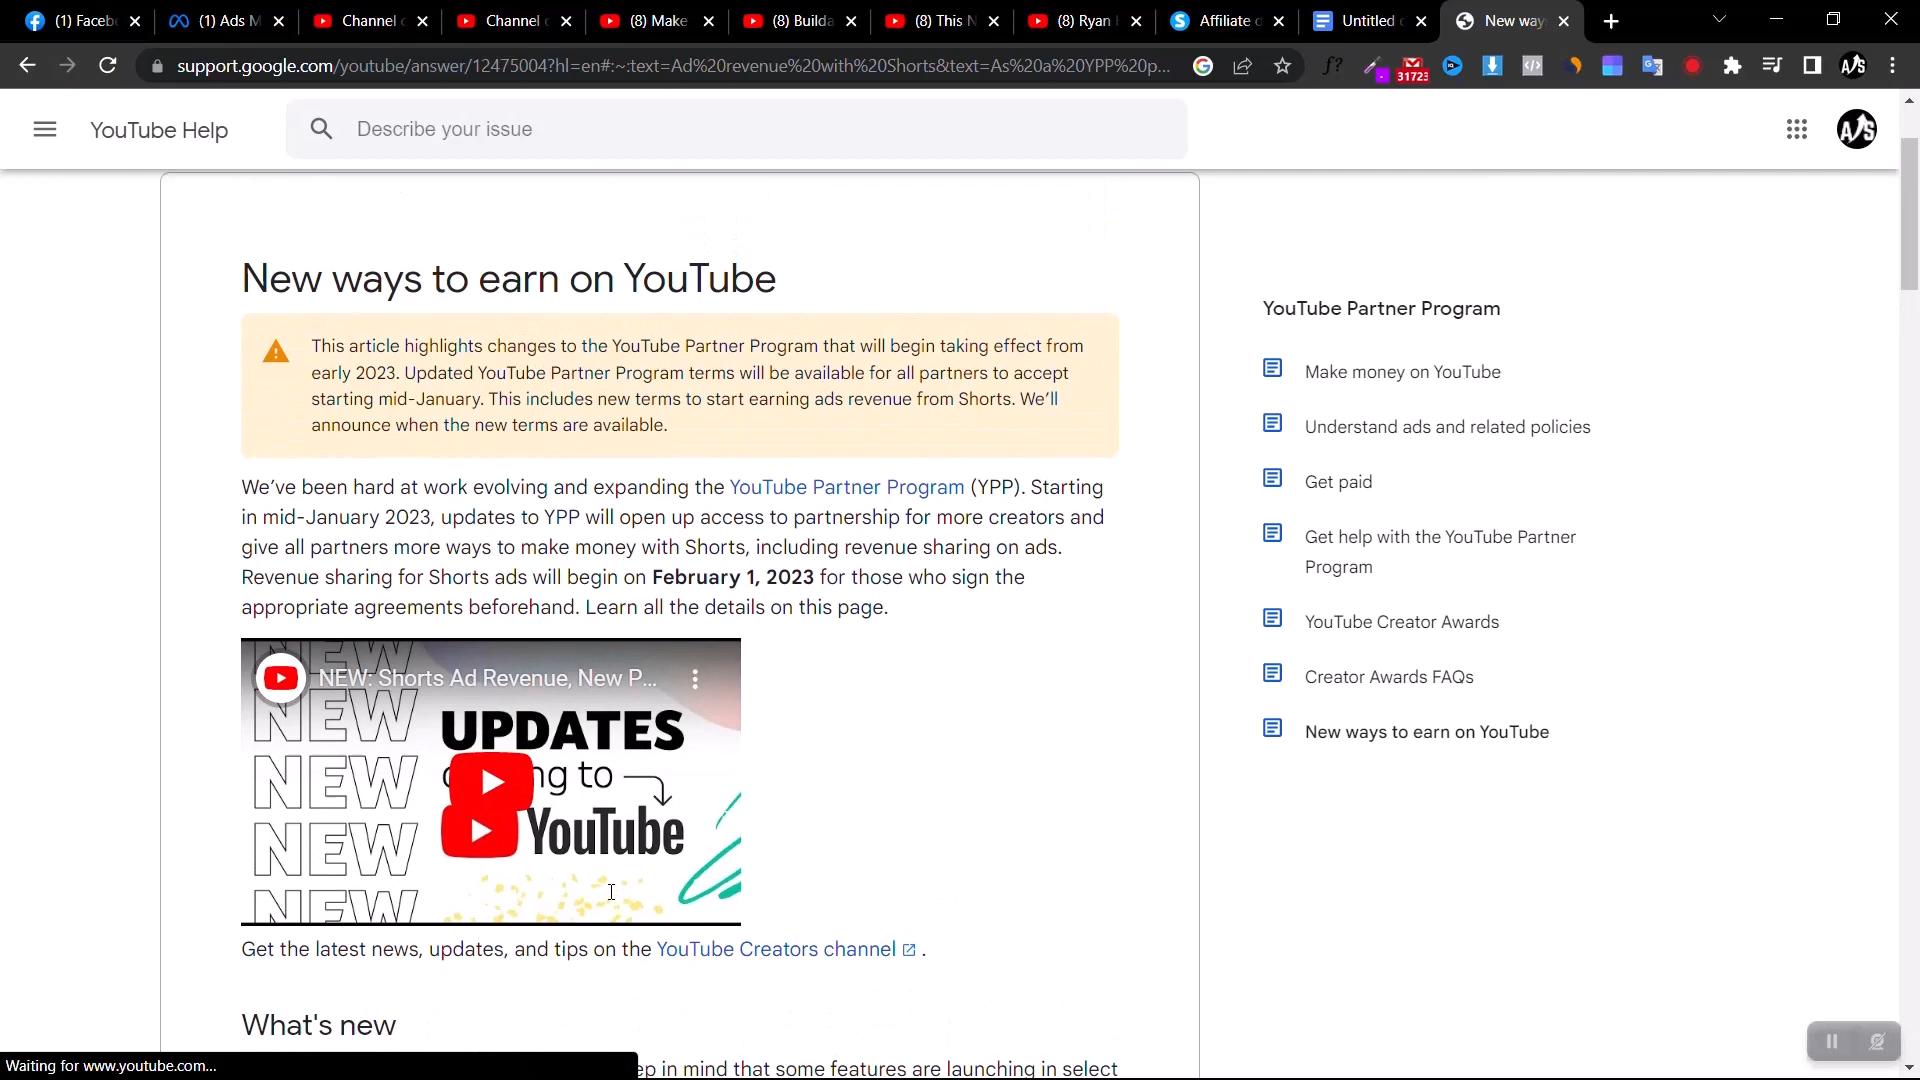 (1) Faceb
(1) Ads M
Channel
Channel
(8) Make
(8) Builda
(8) This N
(8) Ryan
Affiliate
Untitled
New way
support.google.com/youtube/answer/12475004?hl=en#:~:text=Ad%20revenue%20with%20Shorts&text=As%20a%20YPP%20p...
31723
YouTube Help
Describe your issue
New ways to earn on YouTube
This article highlights changes to the YouTube Partner Program that will begin taking effect from
early 2023. Updated YouTube Partner Program terms will be available for all partners to accept
starting mid-January. This includes new terms to start earning ads revenue from Shorts. We’ll
announce when the new terms are available.
We’ve been hard at work evolving and expanding the YouTube Partner Program (YPP). Starting
in mid-January 2023, updates to YPP will open up access to partnership for more creators and
give all partners more ways to make money with Shorts, including revenue sharing on ads.
Revenue sharing for Shorts ads will begin on February 1, 2023 for those who sign the
appropriate agreements beforehand. Learn all the details on this page.
NEW: Shorts Ad Revenue, New P...
NEW
NEW
NEW
NEW
NEW
UPDATES
ng to
YouTube
Get the latest news, updates, and tips on the YouTube Creators channel .
What's new
ep in mind that some features are launching in select
YouTube Partner Program
Make money on YouTube
Understand ads and related policies
Get paid
Get help with the YouTube Partner
Program
YouTube Creator Awards
Creator Awards FAQs
New ways to earn on YouTube
Waiting for www.youtube.com...